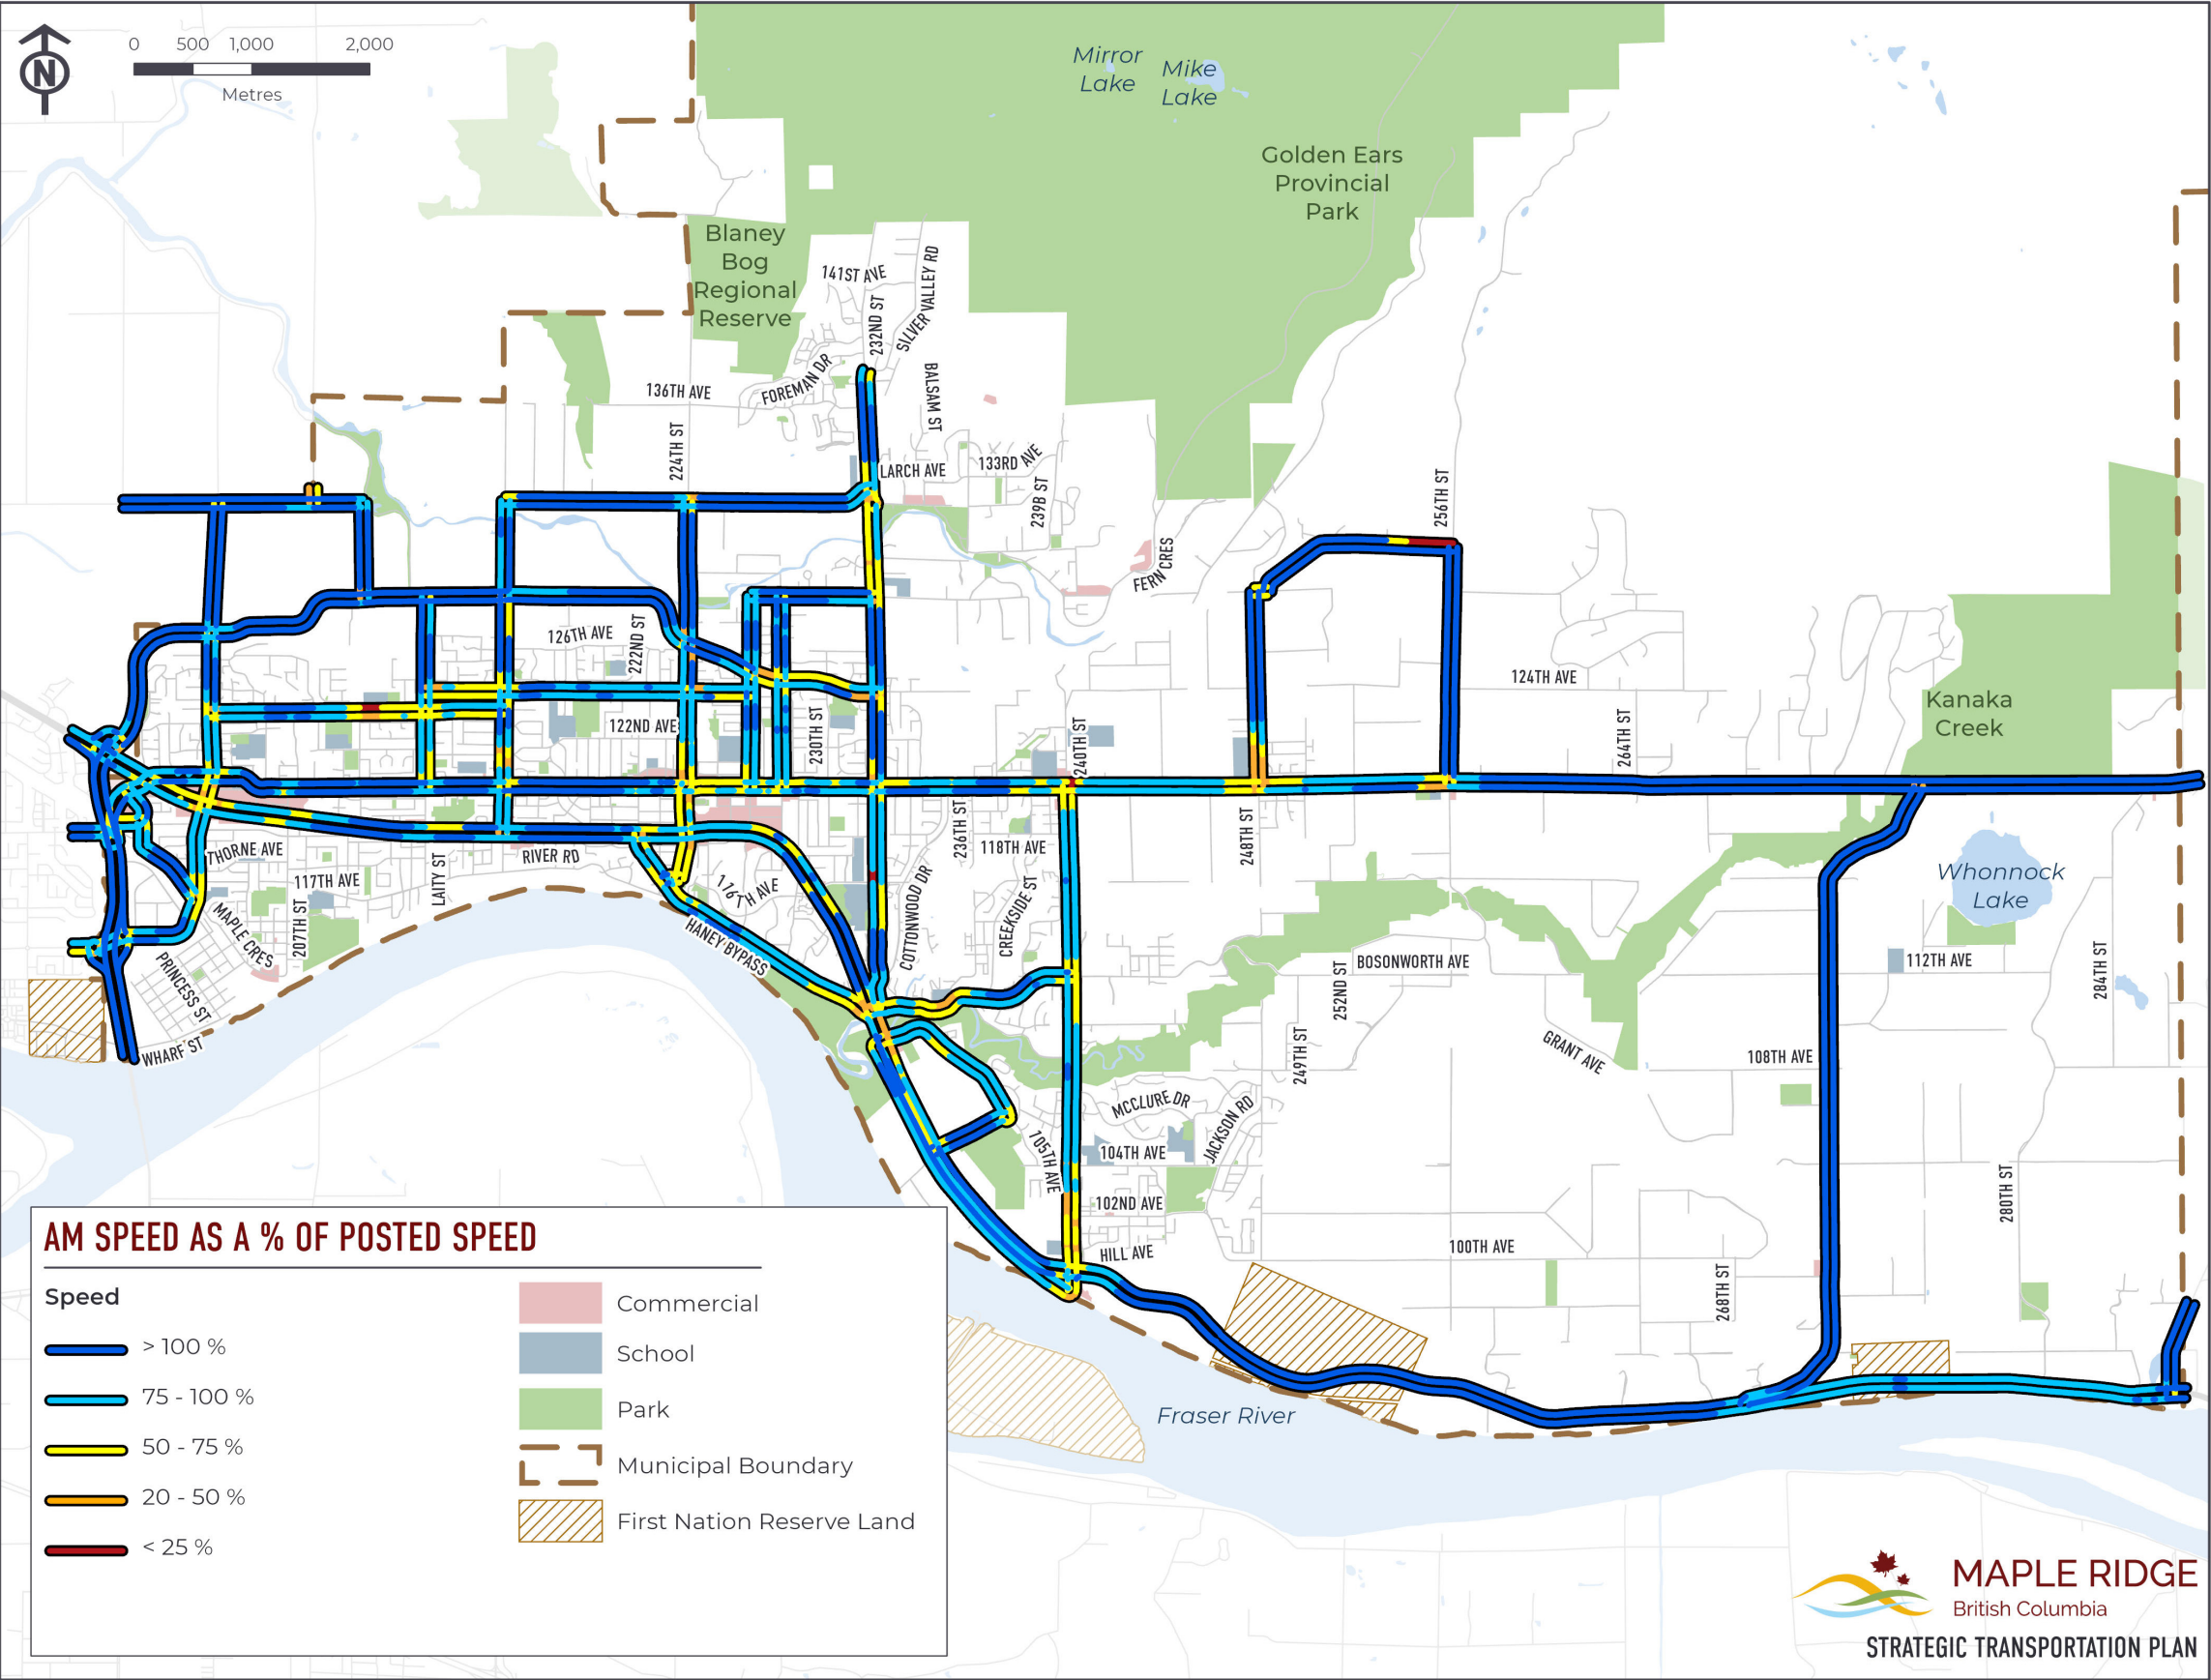 0 500 1,000 2,000
Metres
N
Mirror
Lake
Mike
Lake
Golden Ears
Provincial
Park
Blaney
Bog
Regional
Reserve
141ST AVE
232ND ST
SILVER VALLEY RD
FOREMAN DR
BALSAM ST
136TH AVE
224TH ST
LARCH AVE
133RD AVE
239B ST
256TH ST
FERN CRES
126TH AVE
222ND ST
124TH AVE
Kanaka
Creek
122ND AVE
230TH ST
240TH ST
264TH ST
236TH ST
248TH ST
118TH AVE
THORNE AVE
RIVER RD
LAITY ST
117TH AVE
176TH AVE
COTTONWOOD DR
CREEKSIDE ST
Whonnock
Lake
207TH ST
MAPLE CRES
HANEY BYPASS
PRINCESS ST
BOSONWORTH AVE
112TH AVE
284TH ST
252ND ST
WHARF ST
249TH ST
GRANT AVE
108TH AVE
MCCLURE DR
JACKSON RD
105TH AVE
104TH AVE
102ND AVE
280TH ST
HILL AVE
100TH AVE
268TH ST
Fraser River
AM SPEED AS A % OF POSTED SPEED
Speed
> 100 %
75 - 100 %
50 - 75 %
20 - 50 %
< 25 %
Commercial
School
Park
Municipal Boundary
First Nation Reserve Land
MAPLE RIDGE
British Columbia
STRATEGIC TRANSPORTATION PLAN